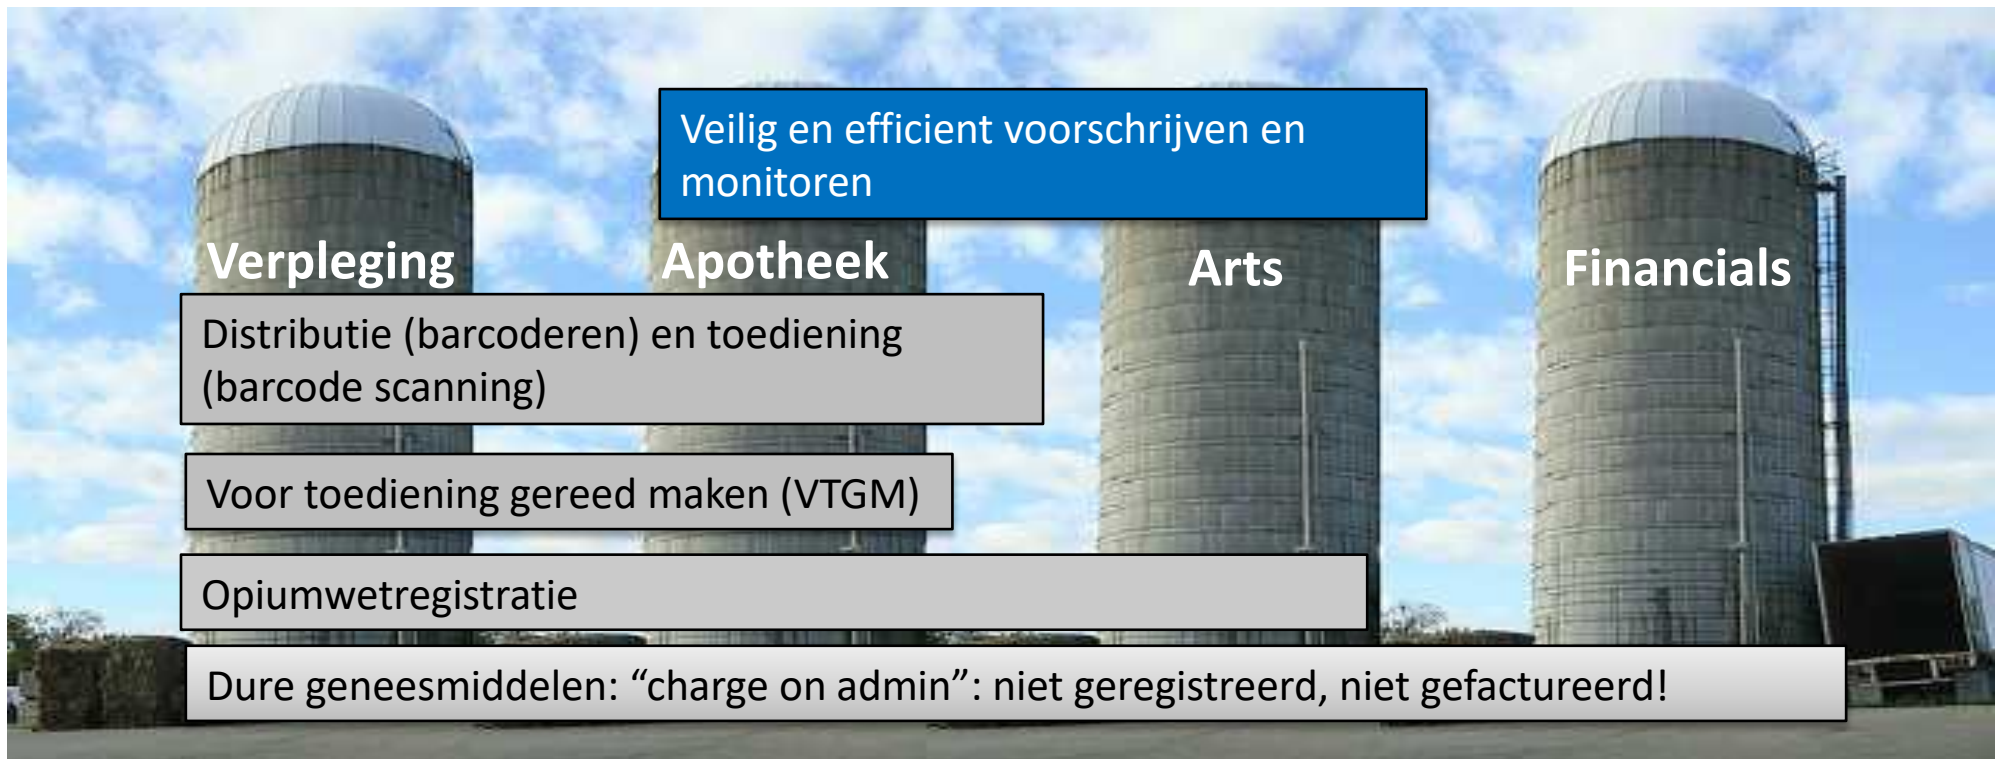 Veilig en efficient voorschrijven en
monitoren
Verpleging
Apotheek
Arts
Financials
Distributie (barcoderen) en toediening
(barcode scanning)
Voor toediening gereed maken (VTGM)
Opiumwetregistratie
Dure geneesmiddelen: “charge on admin”: niet geregistreerd, niet gefactureerd!